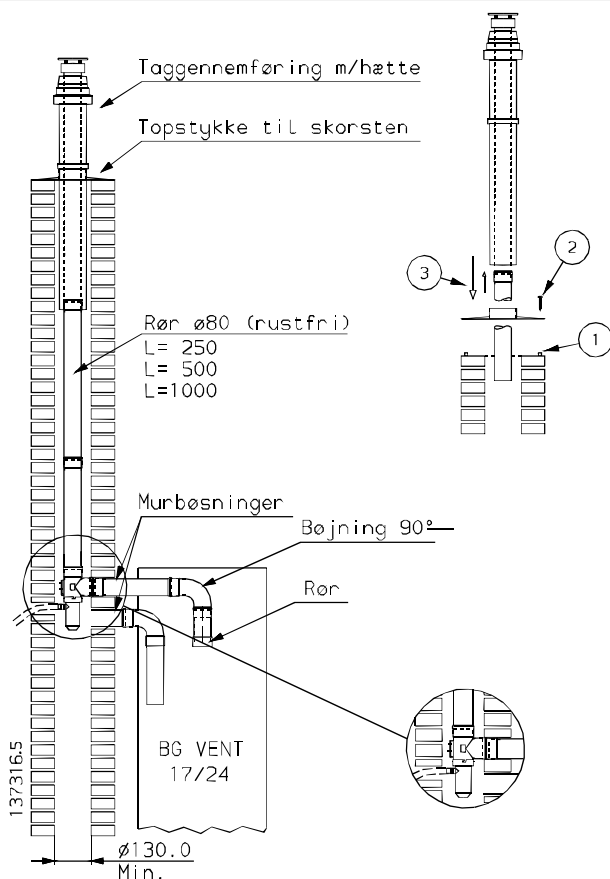 Taggennemføring m/hætte
Topstykke til skorsten
3
2
1
Rør ø80 (rustfri)
L= 250
L= 500
L=1000
Murbøsninger
Bøjning 90°
Rør
BG VENT
17/24
137316.5
ø130.0
Min.